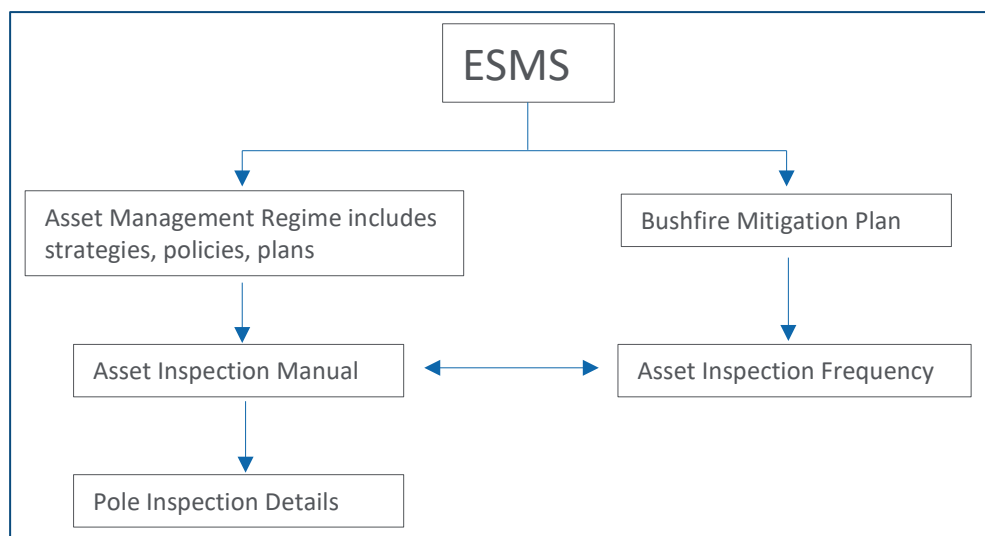 ESMS
Asset Management Regime includes
strategies, policies, plans
Bushfire Mitigation Plan
Asset Inspection Manual
Asset Inspection Frequency
Pole Inspection Details